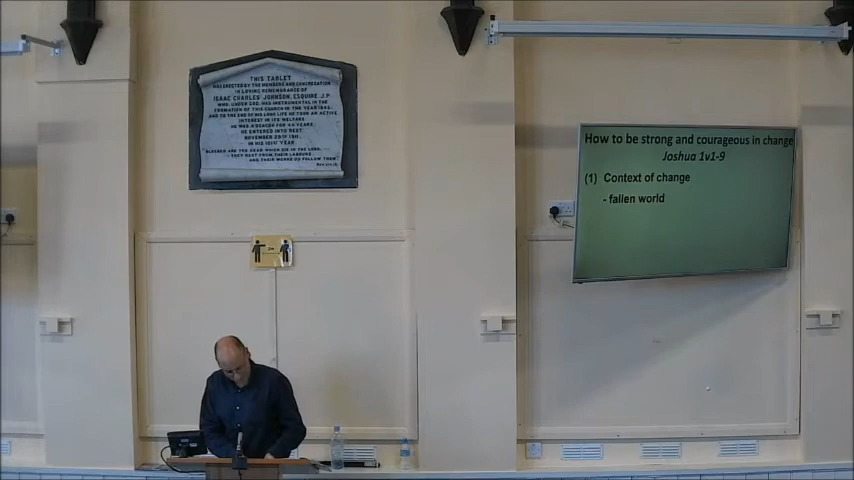 THIS TABLET
WAS ERECTED BY THE MEMBERS AND CONGREGATION
IN LOVING REMEMBRANCE OF
ISAAC CHARLES JOHNSON, ESQUIRE J.P.
WHO, UNDER GOD, WAS INSTRUMENTAL IN THE
FORMATION OF THIS CHURCH IN THE YEAR
AND TO THE END OF HIS LONG LIFE HE TOOK AN ACTIVE
INTEREST IN ITS WELFARE
HE WAS A DEACON FOR YEARS
HE ENTERED INTO REST
NOVEMBER 29TH 1911,
IN HIS 101ST YEAR
BLESSED ARE THE DEAD WHICH DIE IN THE LORD,
THEY REST FROM THEIR LABOURS
AND THEIR WORKS DO FOLLOW THEM
How to be strong and courageous in change
Joshua 1v1-9
(1) Context of change
- fallen world